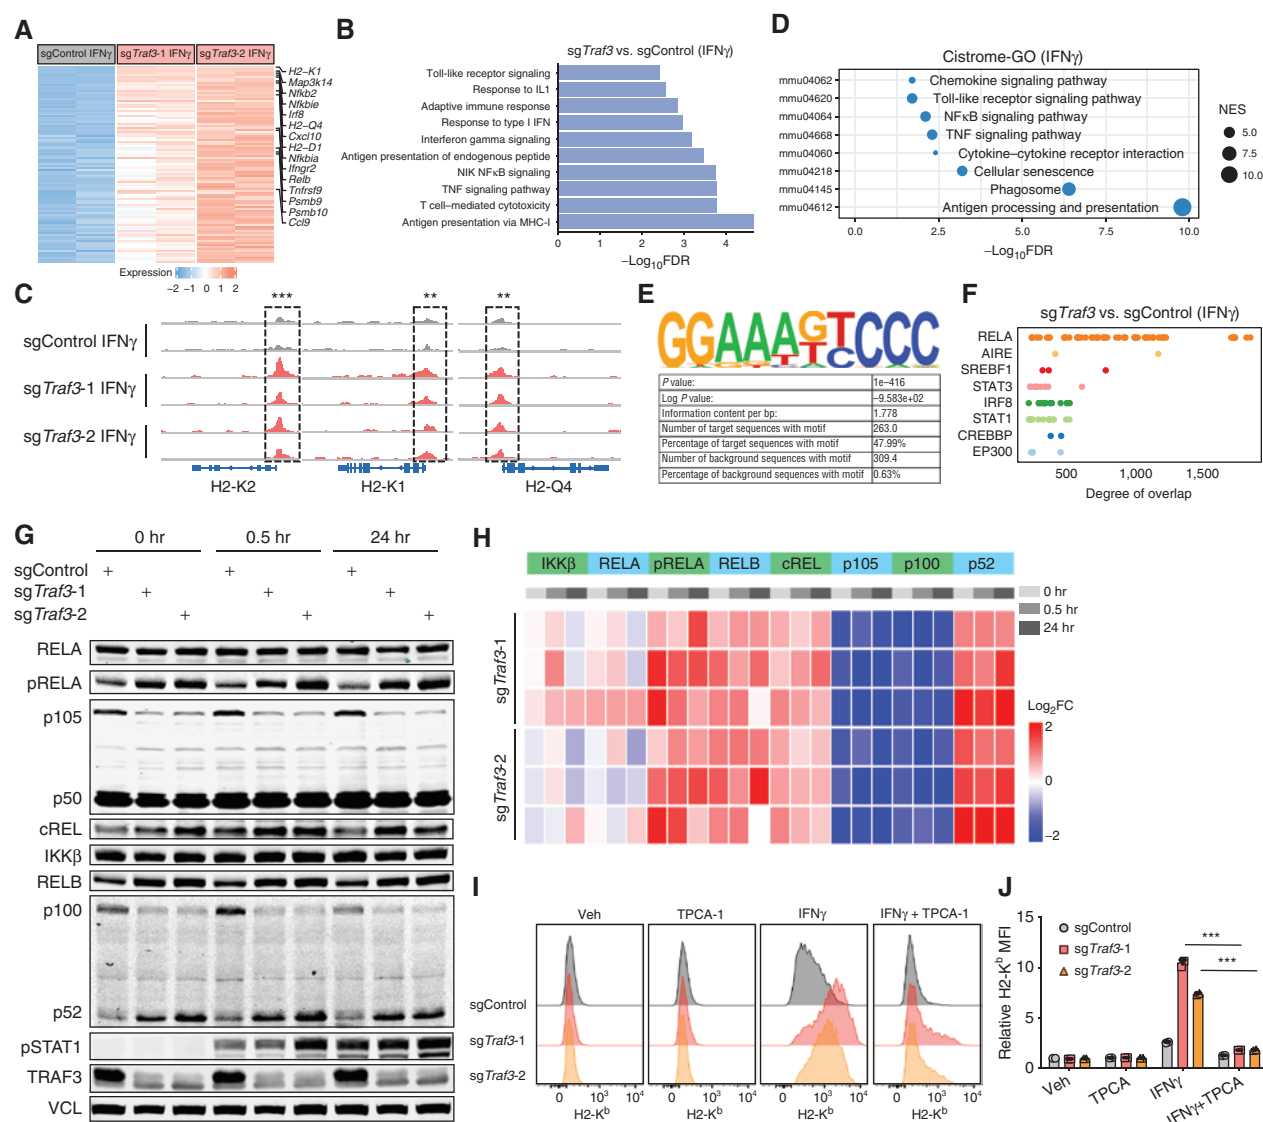 A
sgControl IFNγ
sgTraf3-1 IFNγ
sgTraf3-2 IFNγ
H2–K1
Map3k14
Nfkb2
Nfkbie
Irf8
H2–Q4
Cxcl10
H2–D1
Nfkbia
Ifngr2
Relb
Tnfrsf9
Psmb9
Psmb10
Ccl9
Expression
−2 −1 0 1 2
B
sgTraf3 vs. sgControl (IFNγ)
Toll-like receptor signaling
Response to IL1
Adaptive immune response
Response to type I IFN
Interferon gamma signaling
Antigen presentation of endogenous peptide
NIK NFκB signaling
TNF signaling pathway
T cell–mediated cytotoxicity
Antigen presentation via MHC-I
0 1 2 3 4
−Log10FDR
D
Cistrome-GO (IFNγ)
mmu04062 Chemokine signaling pathway
mmu04620 Toll-like receptor signaling pathway
mmu04064 NFκB signaling pathway
mmu04668 TNF signaling pathway
mmu04060 Cytokine–cytokine receptor interaction
mmu04218 Cellular senescence
mmu04145 Phagosome
mmu04612 Antigen processing and presentation
0.0 2.5 5.0 7.5 10.0
−Log10FDR
NES
5.0
7.5
10.0
C
*** ** **
sgControl IFNγ
sgTraf3-1 IFNγ
sgTraf3-2 IFNγ
H2-K2 H2-K1 H2-Q4
E
GGAAAGTCCCC
TC
P value: 1e−416
Log P value: −9.583e+02
Information content per bp: 1.778
Number of target sequences with motif 263.0
Percentage of target sequences with motif 47.99%
Number of background sequences with motif 309.4
Percentage of background sequences with motif 0.63%
F
sgTraf3 vs. sgControl (IFNγ)
RELA
AIRE
SREBF1
STAT3
IRF8
STAT1
CREBBP
EP300
500 1,000 1,500
Degree of overlap
G
0 hr 0.5 hr 24 hr
sgControl + + +
sgTraf3-1 + + +
sgTraf3-2 + + +
RELA
pRELA
p105
p50
cREL
IKKβ
RELB
p100
p52
pSTAT1
TRAF3
VCL
H
IKKβ RELA pRELA RELB cREL p105 p100 p52
0 hr
0.5 hr
24 hr
sgTraf3-1
sgTraf3-2
Log2FC
2
0
−2
I
Veh TPCA-1 IFNγ IFNγ + TPCA-1
sgControl
sgTraf3-1
sgTraf3-2
0 10³ 10⁴ 0 10³ 10⁴ 0 10³ 10⁴ 0 10³ 10⁴
H2-Kb H2-Kb H2-Kb H2-Kb
J
Relative H2-Kb MFI
15
10
5
0
sgControl
sgTraf3-1
sgTraf3-2
***
***
Veh TPCA IFNγ IFNγ+TPCA